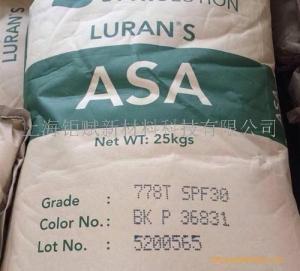 LURAN®S
ASA
Net WT: 25kgs
上海钜赋新材料科技有限公司
Grade : 778T SPF30
Color No.: BK P 36831
Lot No. : 5200565